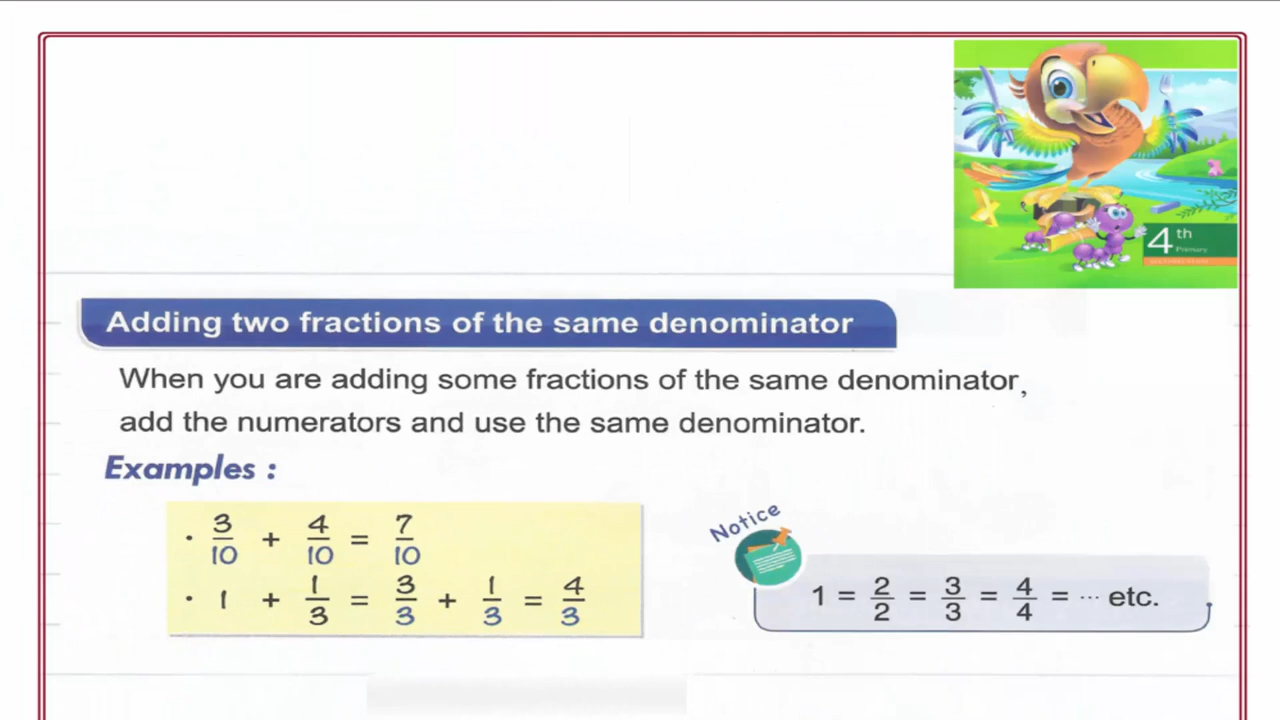 4th
Primary
Adding two fractions of the same denominator
When you are adding some fractions of the same denominator,
add the numerators and use the same denominator.
Examples :
• 3/10 + 4/10 = 7/10
• 1 + 1/3 = 3/3 + 1/3 = 4/3
Notice
1 = 2/2 = 3/3 = 4/4 = ... etc.